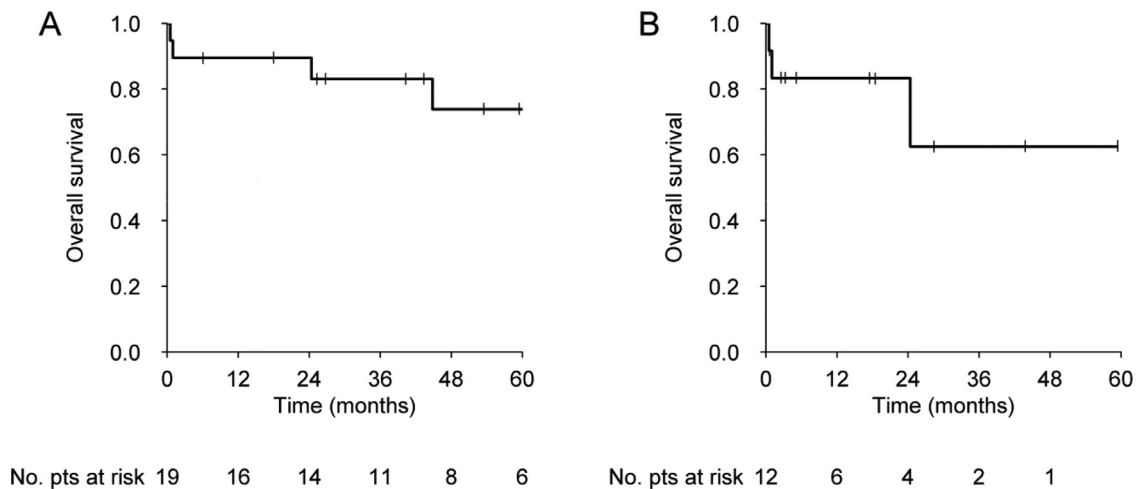 A
1.0
0.8
0.6
0.4
0.2
0.0
Overall survival
0 12 24 36 48 60
Time (months)
No. pts at risk 19 16 14 11 8 6
B
1.0
0.8
0.6
0.4
0.2
0.0
Overall survival
0 12 24 36 48 60
Time (months)
No. pts at risk 12 6 4 2 1